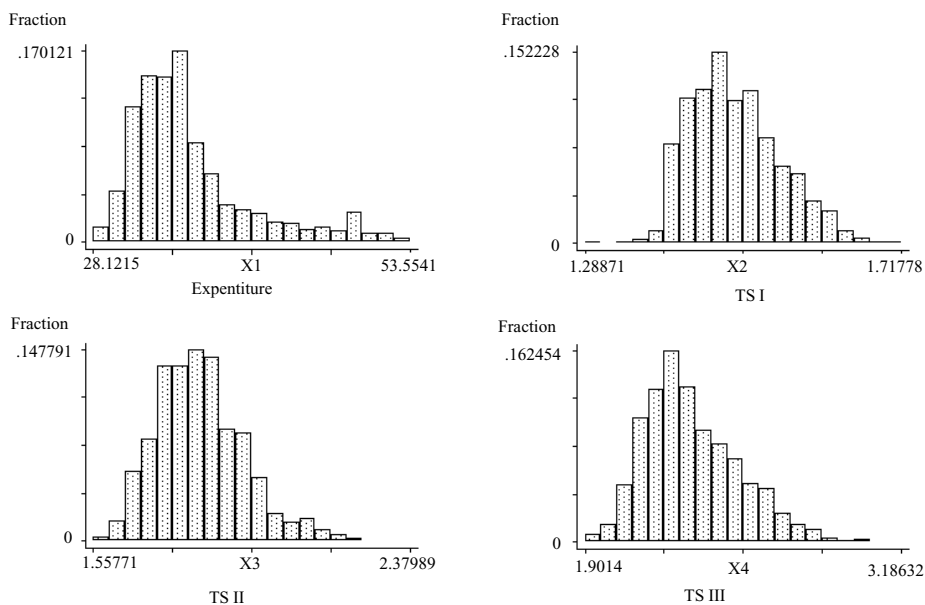 Fraction
.170121
0
28.1215
X1
53.5541
Expentiture
Fraction
.152228
0
1.28871
X2
1.71778
TS I
Fraction
.147791
0
1.55771
X3
2.37989
TS II
Fraction
.162454
0
1.9014
X4
3.18632
TS III